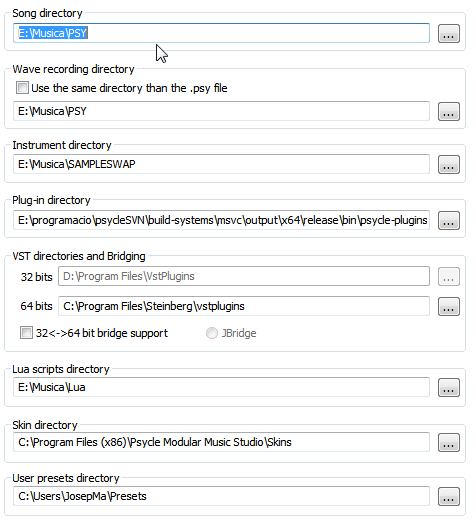 Song directory
E:\Musica\PSY
...
Wave recording directory
Use the same directory than the .psy file
E:\Musica\PSY
...
Instrument directory
E:\Musica\SAMPLESWAP
...
Plug-in directory
E:\programacio\psycleSVN\build-systems\msvc\output\x64\release\bin\psycle-plugins
...
VST directories and Bridging
32 bits D:\Program Files\VstPlugins
...
64 bits C:\Program Files\Steinberg\vstplugins
...
32<->64 bit bridge support JBridge
Lua scripts directory
E:\Musica\Lua
...
Skin directory
C:\Program Files (x86)\Psycle Modular Music Studio\Skins
...
User presets directory
C:\Users\JosepMa\Presets
...